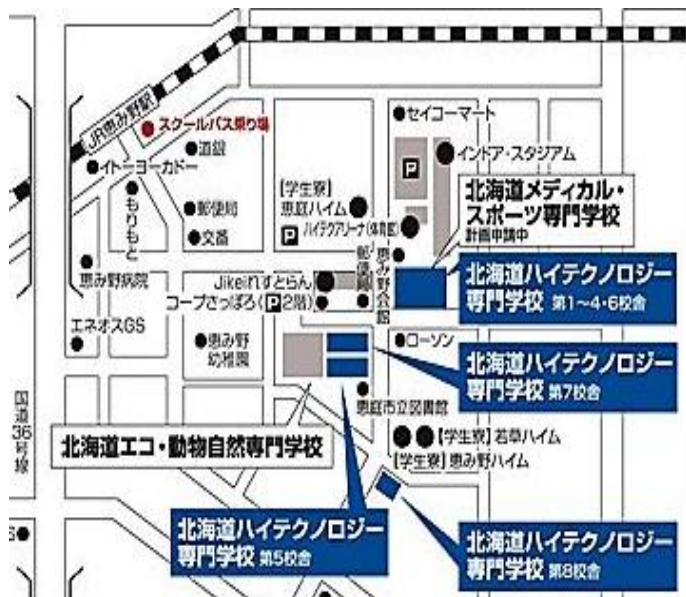 JR恵み野駅
スクールバス乗り場
道銀
イトーヨーカドー
もりもと
郵便局
交番
恵み野病院
エネオスGS
国道36号線
セイコーマート
P
インドア・スタジアム
[学生寮]
恵庭ハイム
P ハイテクアリーナ(体育館)
北海道メディカル・
スポーツ専門学校
計画申請中
郵便局
恵み野会館
Jikeiれすとらん
コープさっぽろ(P2階)
北海道ハイテクノロジー
専門学校 第1～4・6校舎
恵み野
幼稚園
ローソン
北海道ハイテクノロジー
専門学校 第7校舎
恵庭市立図書館
北海道エコ・動物自然専門学校
[学生寮] 若草ハイム
[学生寮] 恵み野ハイム
北海道ハイテクノロジー
専門学校 第5校舎
北海道ハイテクノロジー
専門学校 第8校舎